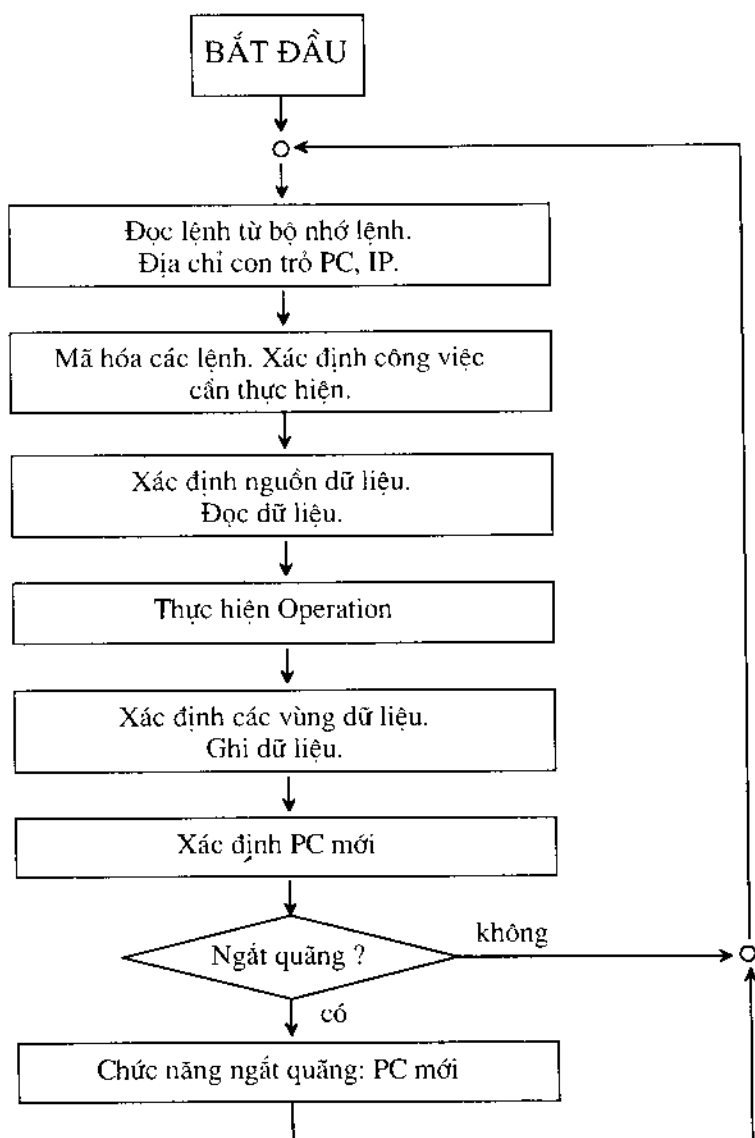 BẮT ĐẦU
Đọc lệnh từ bộ nhớ lệnh.
Địa chỉ con trỏ PC, IP.
Mã hóa các lệnh. Xác định công việc
cần thực hiện.
Xác định nguồn dữ liệu.
Đọc dữ liệu.
Thực hiện Operation
Xác định các vùng dữ liệu.
Ghi dữ liệu.
Xác định PC mới
Ngắt quãng ?
không
có
Chức năng ngắt quãng: PC mới